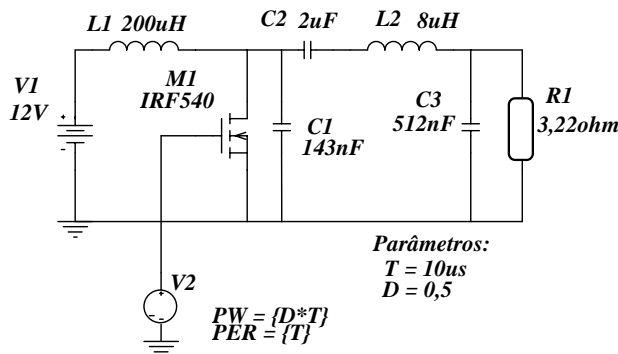 L1 200uH
C2 2uF
L2 8uH
V1
12V
M1
IRF540
C1
143nF
C3
512nF
R1
3,22ohm
Parâmetros:
T = 10us
D = 0,5
V2
PW = {D*T}
PER = {T}